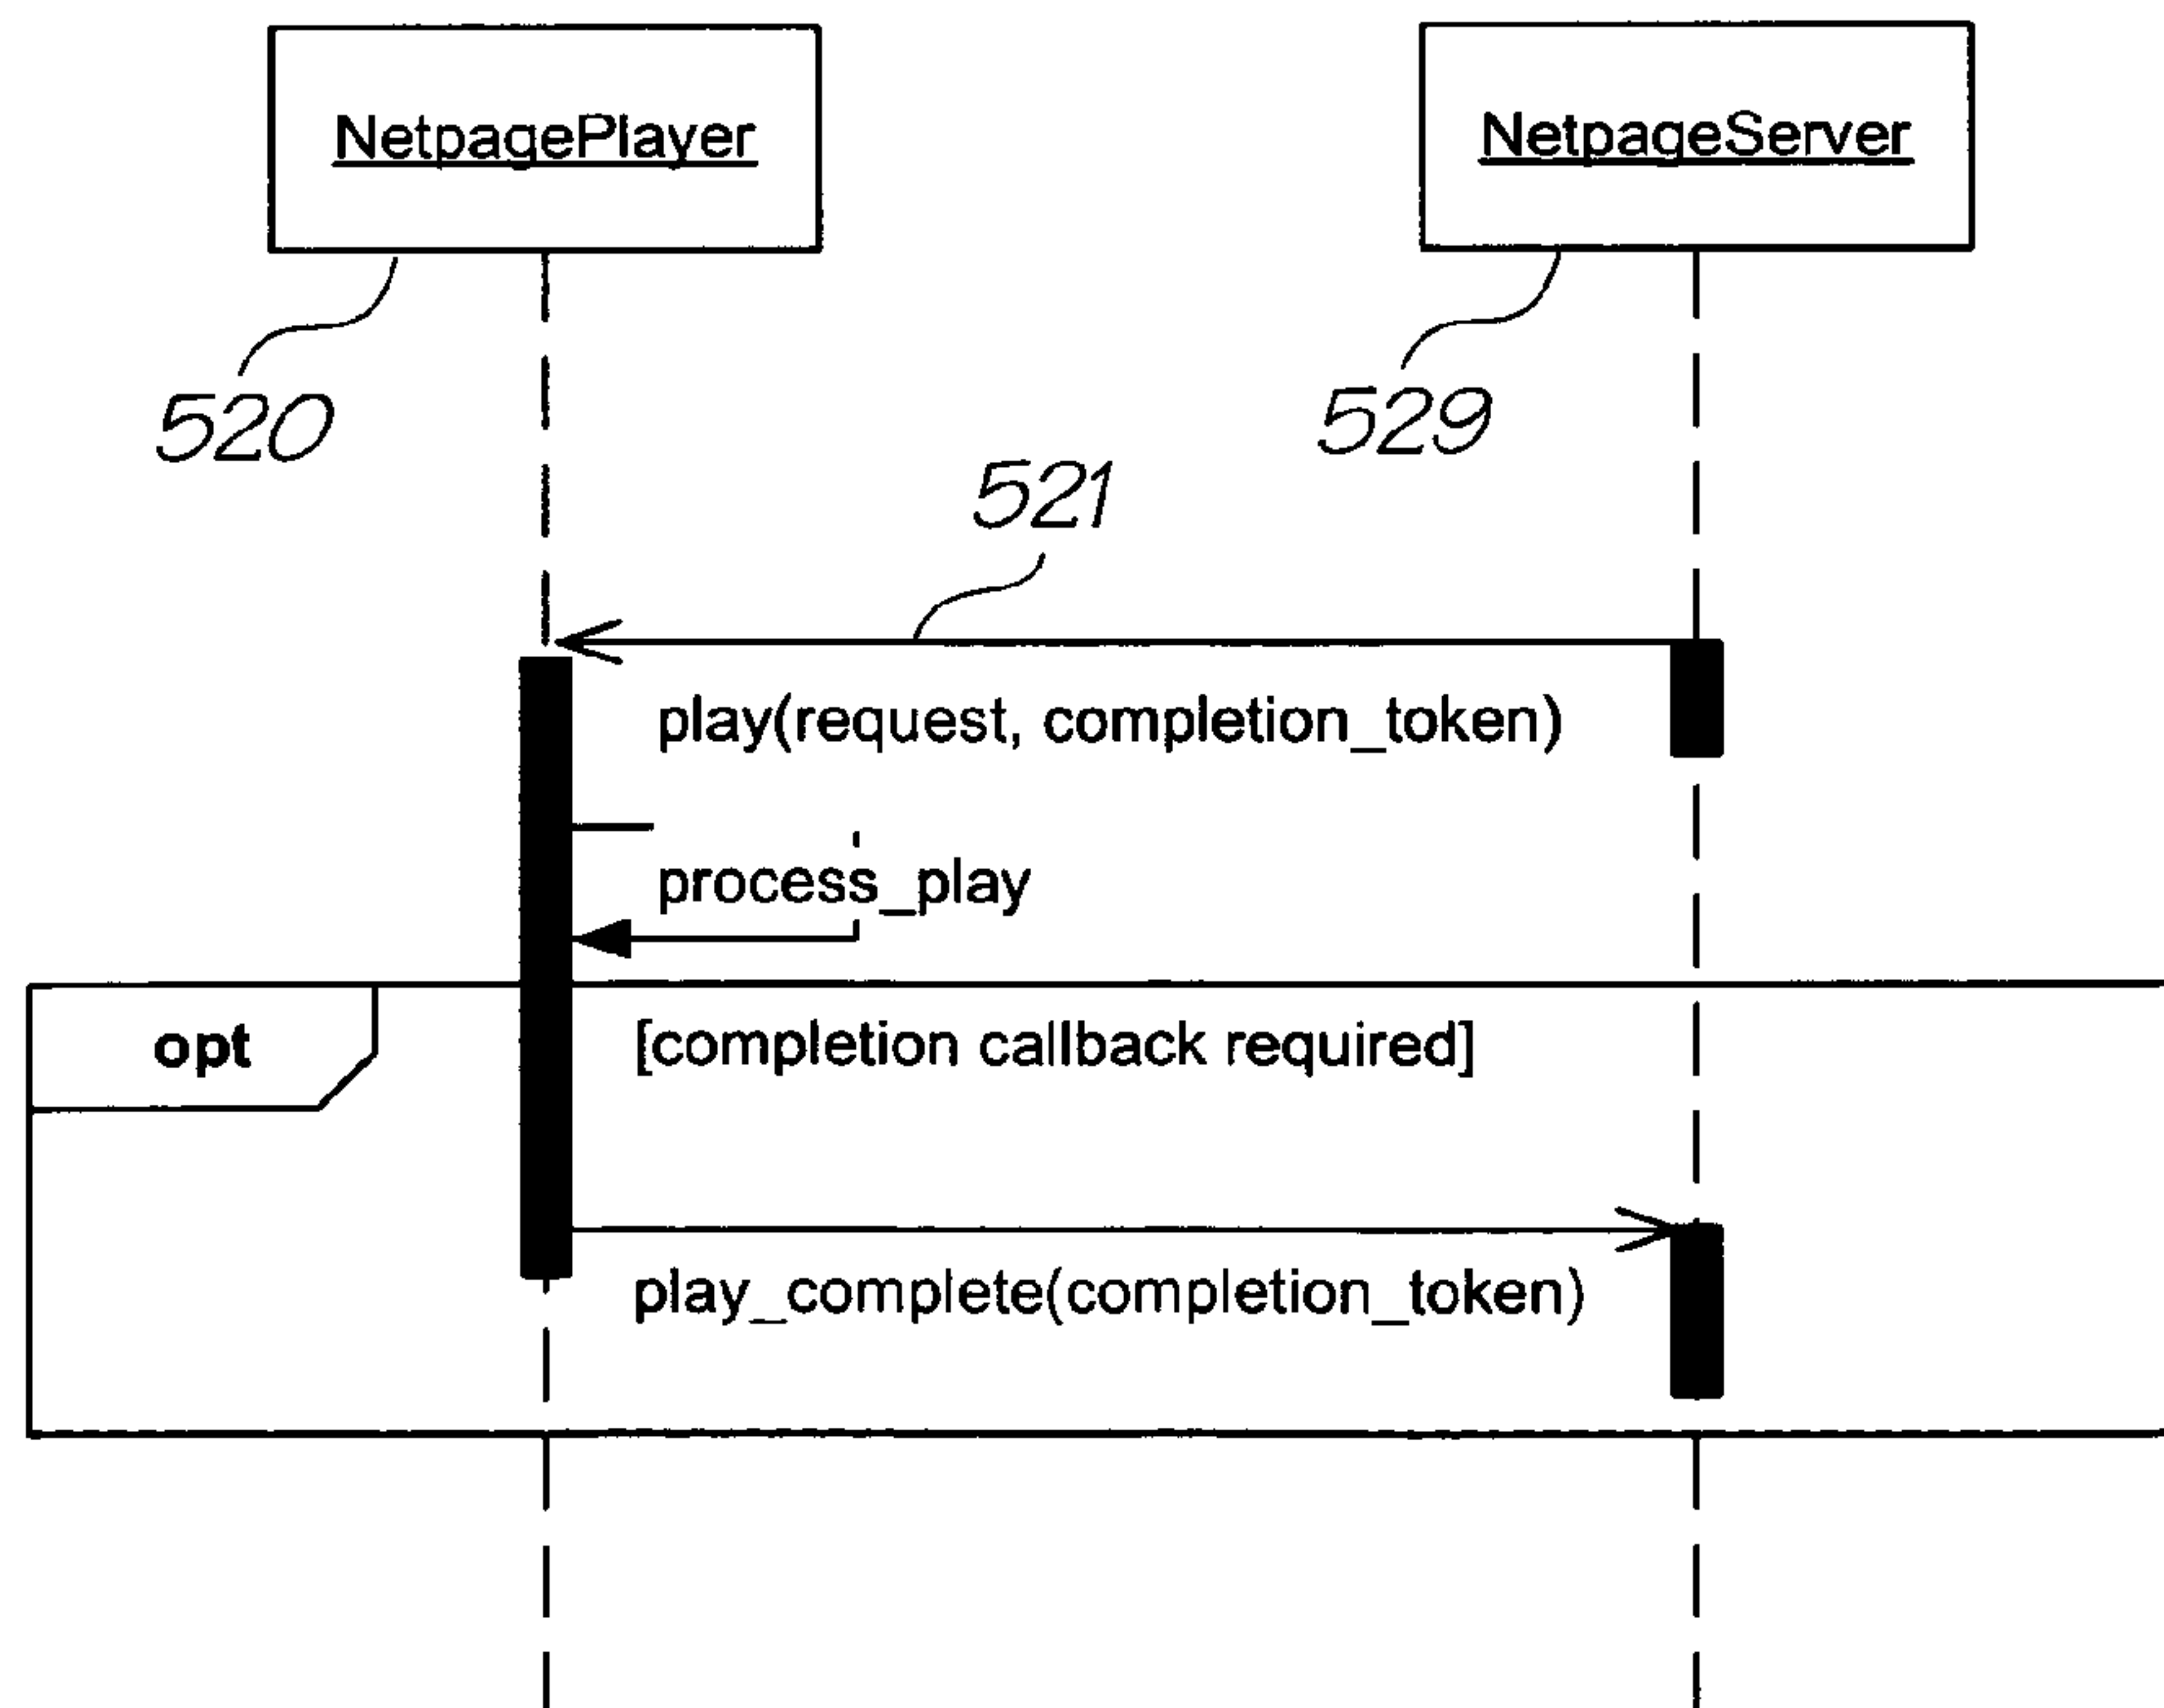 NetpagePlayer
NetpageServer
520
529
521
play(request, completion_token)
process_play
opt
[completion callback required]
play_complete(completion_token)